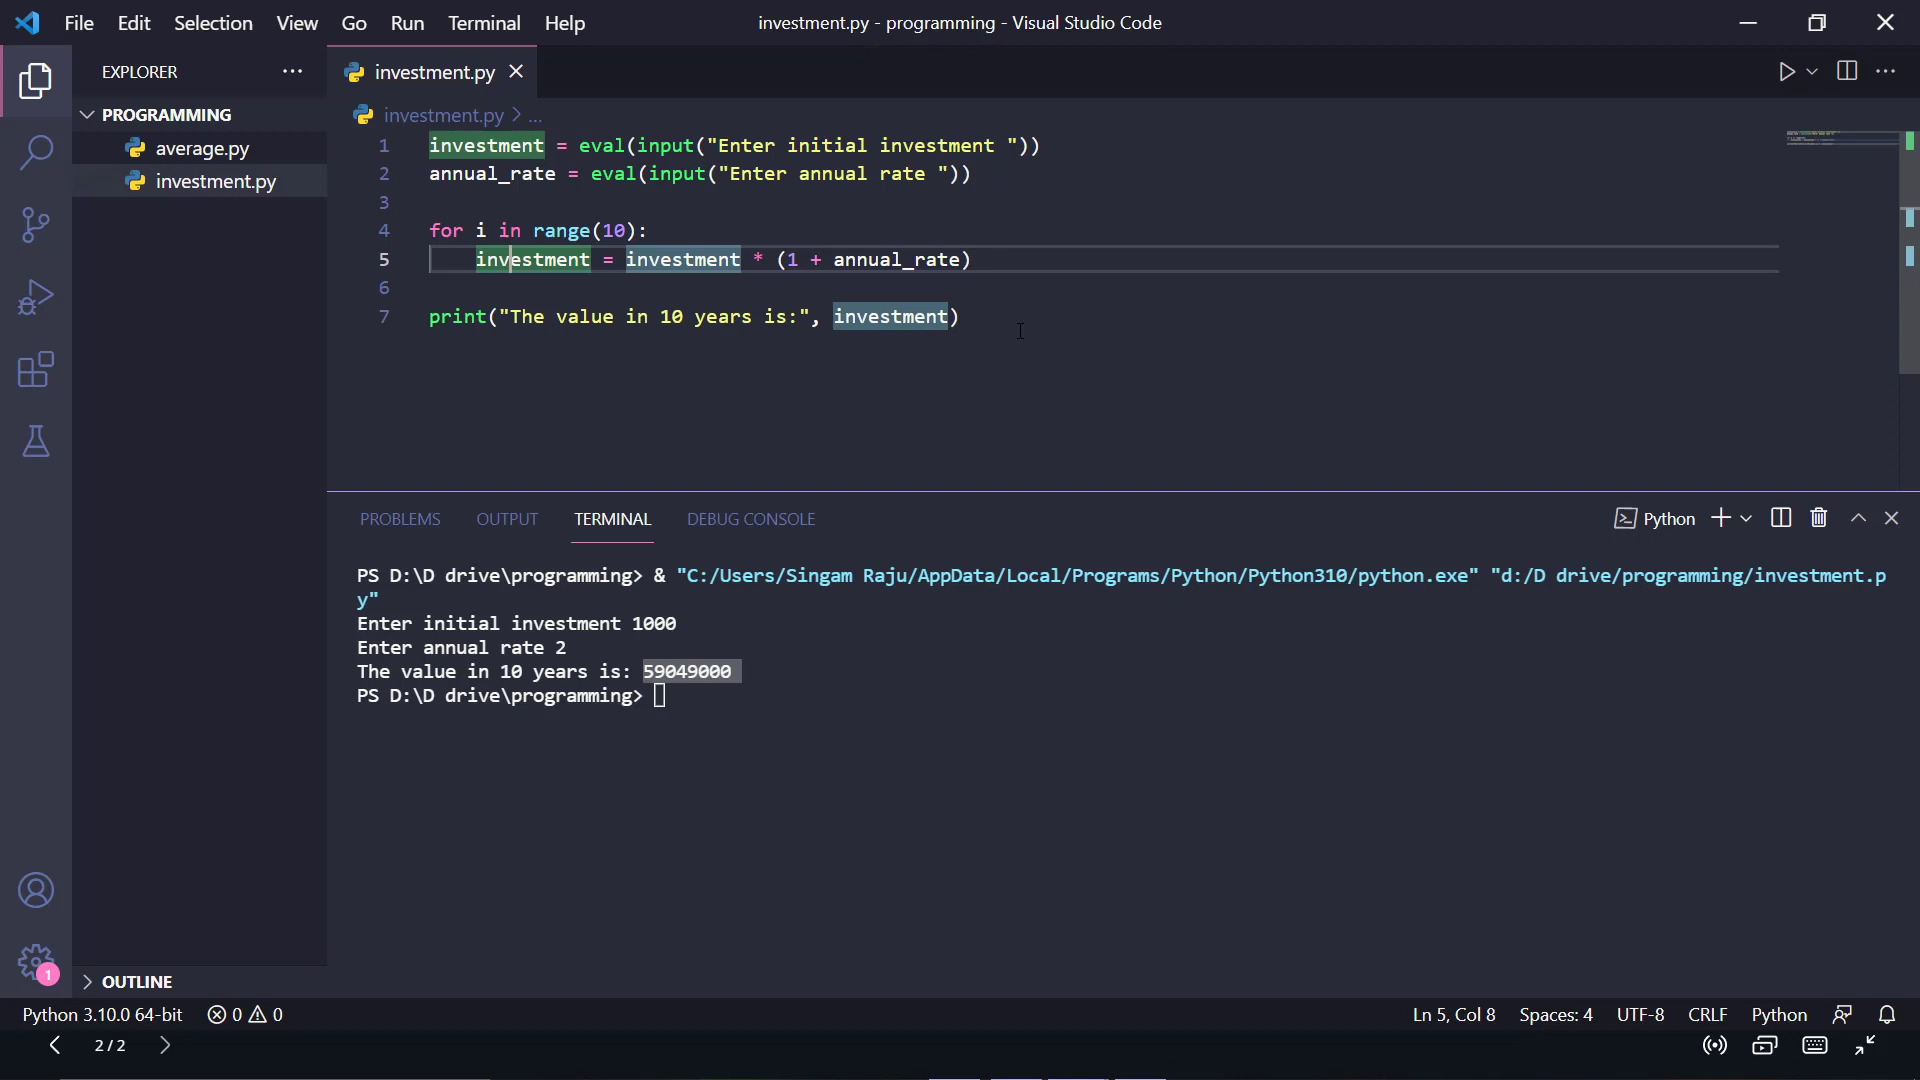 File Edit Selection View Go Run Terminal Help
investment.py - programming - Visual Studio Code
EXPLORER
investment.py
PROGRAMMING
average.py
investment.py
investment.py > ...
1 investment = eval(input("Enter initial investment "))
2 annual_rate = eval(input("Enter annual rate "))
3
4 for i in range(10):
5 investment = investment * (1 + annual_rate)
6
7 print("The value in 10 years is:", investment)
PROBLEMS OUTPUT TERMINAL DEBUG CONSOLE
Python
PS D:\D drive\programming> & "C:/Users/Singam Raju/AppData/Local/Programs/Python/Python310/python.exe" "d:/D drive/programming/investment.p
y"
Enter initial investment 1000
Enter annual rate 2
The value in 10 years is: 59049000
PS D:\D drive\programming>
1
OUTLINE
Python 3.10.0 64-bit 0 0
Ln 5, Col 8 Spaces: 4 UTF-8 CRLF Python
2/2